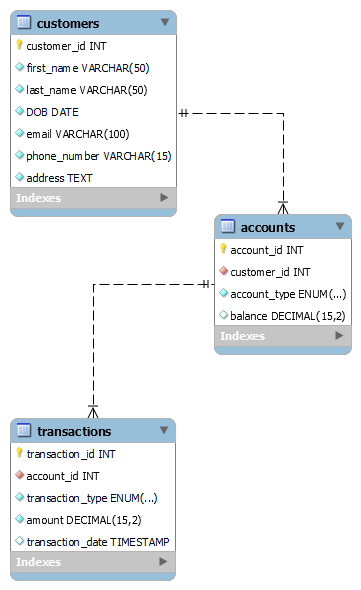 customers
customer_id INT
first_name VARCHAR(50)
last_name VARCHAR(50)
DOB DATE
email VARCHAR(100)
phone_number VARCHAR(15)
address TEXT
Indexes
accounts
account_id INT
customer_id INT
account_type ENUM(...)
balance DECIMAL(15,2)
Indexes
transactions
transaction_id INT
account_id INT
transaction_type ENUM(...)
amount DECIMAL(15,2)
transaction_date TIMESTAMP